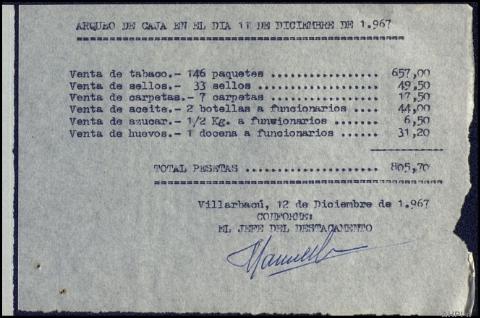 ARQUEO DE CAJA EN EL DIA 11 DE DICIEMBRE DE 1.967
Venta de tabaco.- 146 paquetes ...................... 657,00
Venta de sellos.- 33 sellos ......................... 49,50
Venta de carpetas.- 7 carpetas ...................... 17,50
Venta de aceite.- 2 botellas a funcionarios ...... 44,00
Venta de azucar.- 1/2 Kg. a funwionarios ......... 6,50
Venta de huevos.- 1 docena a funcionarios ...... 31,20
TOTAL PESETAS ..................... 805,70
Villarbacú, 12 de Diciembre de 1.967
CONFORME:
EL JEFE DEL DESTACAMENTO